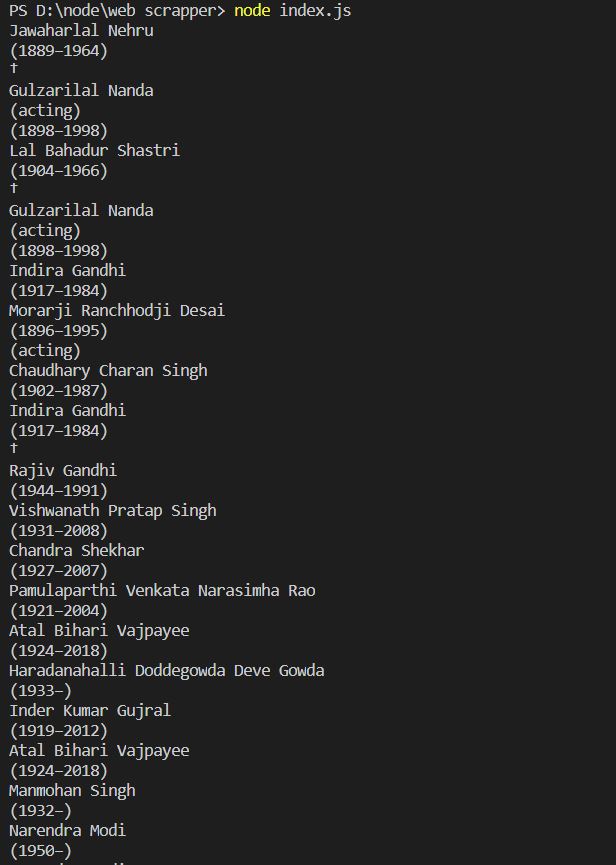 PS D:\node\web scrapper> node index.js
Jawaharlal Nehru
(1889–1964)
†
Gulzarilal Nanda
(acting)
(1898–1998)
Lal Bahadur Shastri
(1904–1966)
†
Gulzarilal Nanda
(acting)
(1898–1998)
Indira Gandhi
(1917–1984)
Morarji Ranchhodji Desai
(1896–1995)
(acting)
Chaudhary Charan Singh
(1902–1987)
Indira Gandhi
(1917–1984)
†
Rajiv Gandhi
(1944–1991)
Vishwanath Pratap Singh
(1931–2008)
Chandra Shekhar
(1927–2007)
Pamulaparthi Venkata Narasimha Rao
(1921–2004)
Atal Bihari Vajpayee
(1924–2018)
Haradanahalli Doddegowda Deve Gowda
(1933–)
Inder Kumar Gujral
(1919–2012)
Atal Bihari Vajpayee
(1924–2018)
Manmohan Singh
(1932–)
Narendra Modi
(1950–)